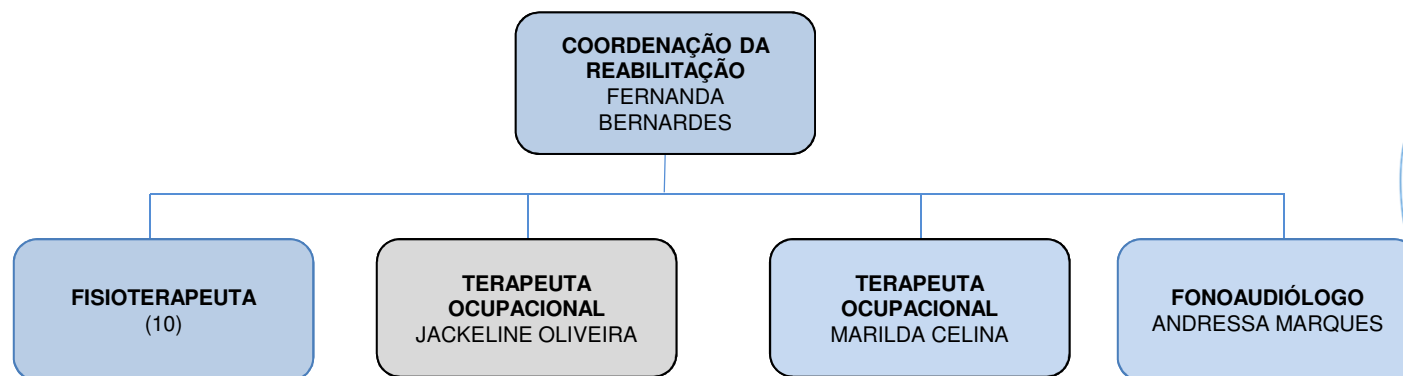 COORDENAÇÃO DA
REABILITAÇÃO
FERNANDA
BERNARDES
FISIOTERAPEUTA
(10)
TERAPEUTA
OCUPACIONAL
JACKELINE OLIVEIRA
TERAPEUTA
OCUPACIONAL
MARILDA CELINA
FONOAUDIÓLOGO
ANDRESSA MARQUES